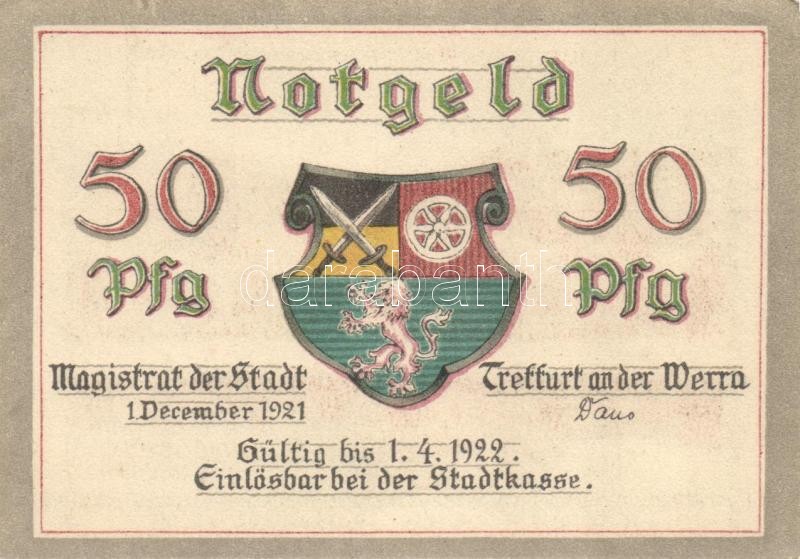 Notgeld
50 50
Pfg Pfg
darabanth
Magistrat der Stadt Treffurt an der Werra
1. December 1921
Gültig bis 1.4.1922.
Einlösbar bei der Stadtkasse.